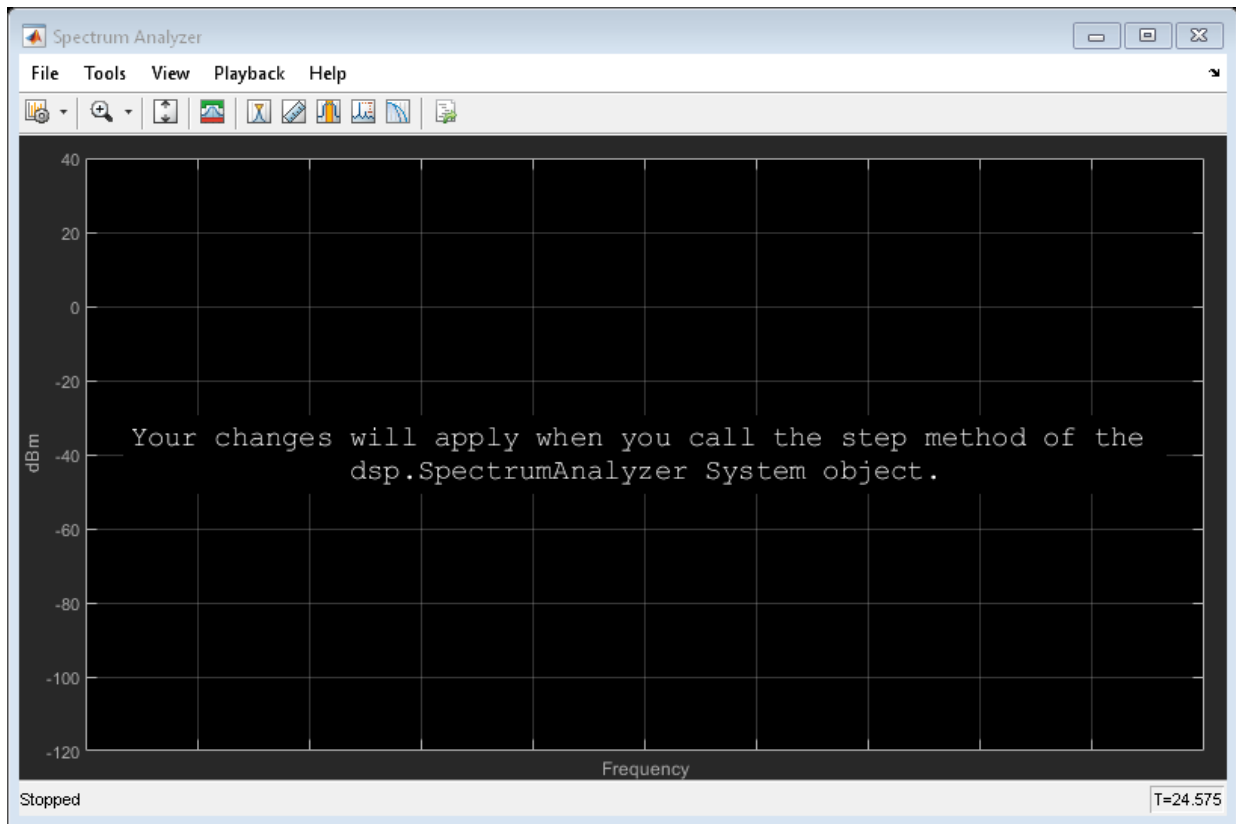 Spectrum Analyzer
File Tools View Playback Help
40
20
0
-20
-40
-60
-80
-100
-120
dBm
Your changes will apply when you call the step method of the
dsp.SpectrumAnalyzer System object.
Frequency
Stopped
T=24.575